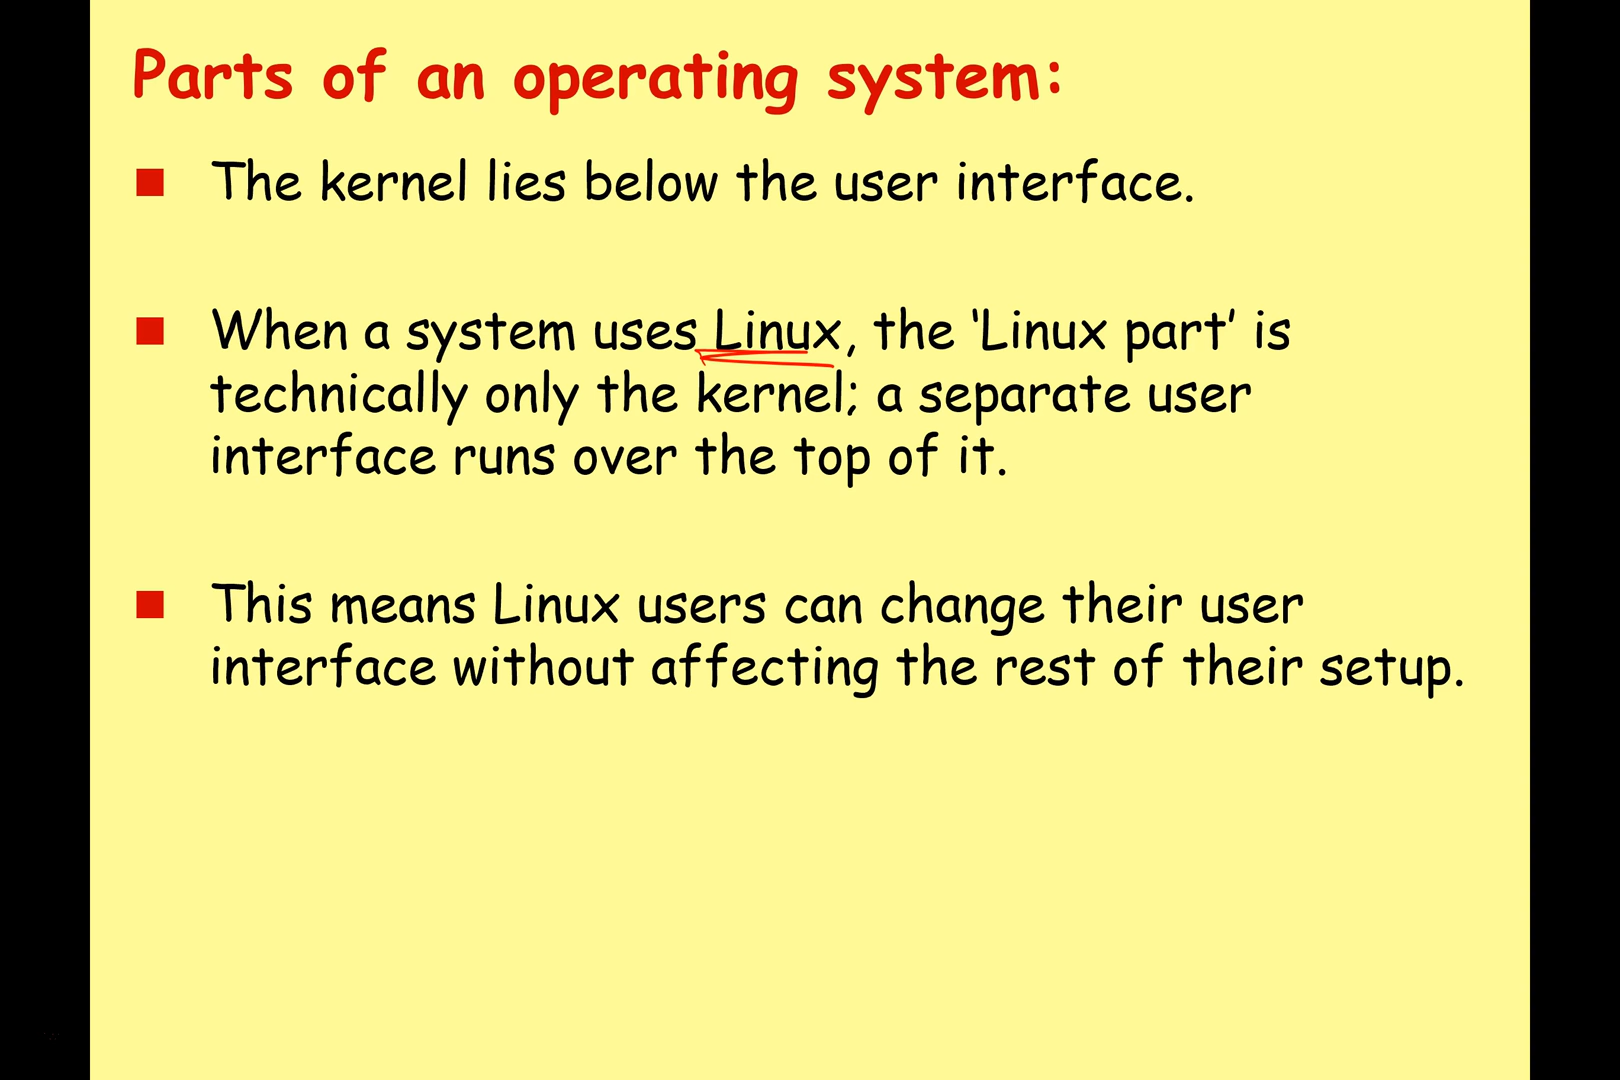 Parts of an operating system:
The kernel lies below the user interface.
When a system uses Linux, the ‘Linux part’ is
technically only the kernel; a separate user
interface runs over the top of it.
This means Linux users can change their user
interface without affecting the rest of their setup.